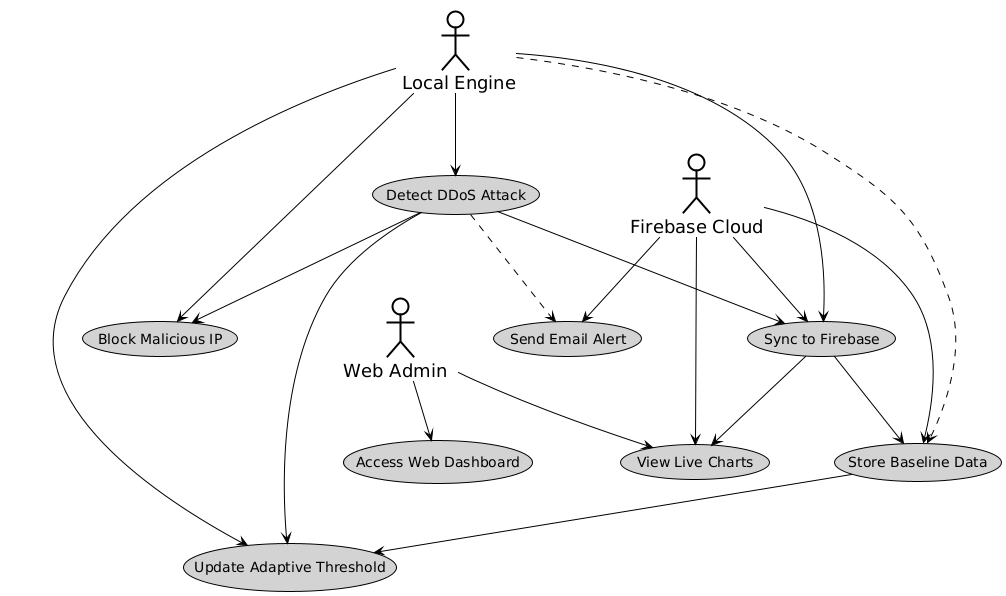 Local Engine
Detect DDoS Attack
Firebase Cloud
Block Malicious IP
Send Email Alert
Sync to Firebase
Web Admin
Access Web Dashboard
View Live Charts
Store Baseline Data
Update Adaptive Threshold